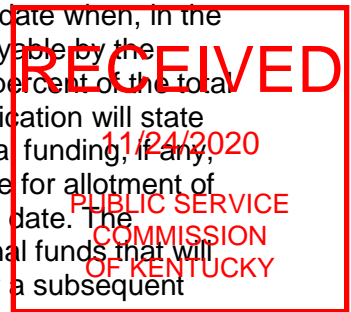 date when, in the
yable by the
RECEIVED
percent of the total
ication will state
11/24/2020
al funding, if any,
e for allotment of
PUBLIC SERVICE
date. The
COMMISSION
nal funds that will
OF KENTUCKY
a subsequent